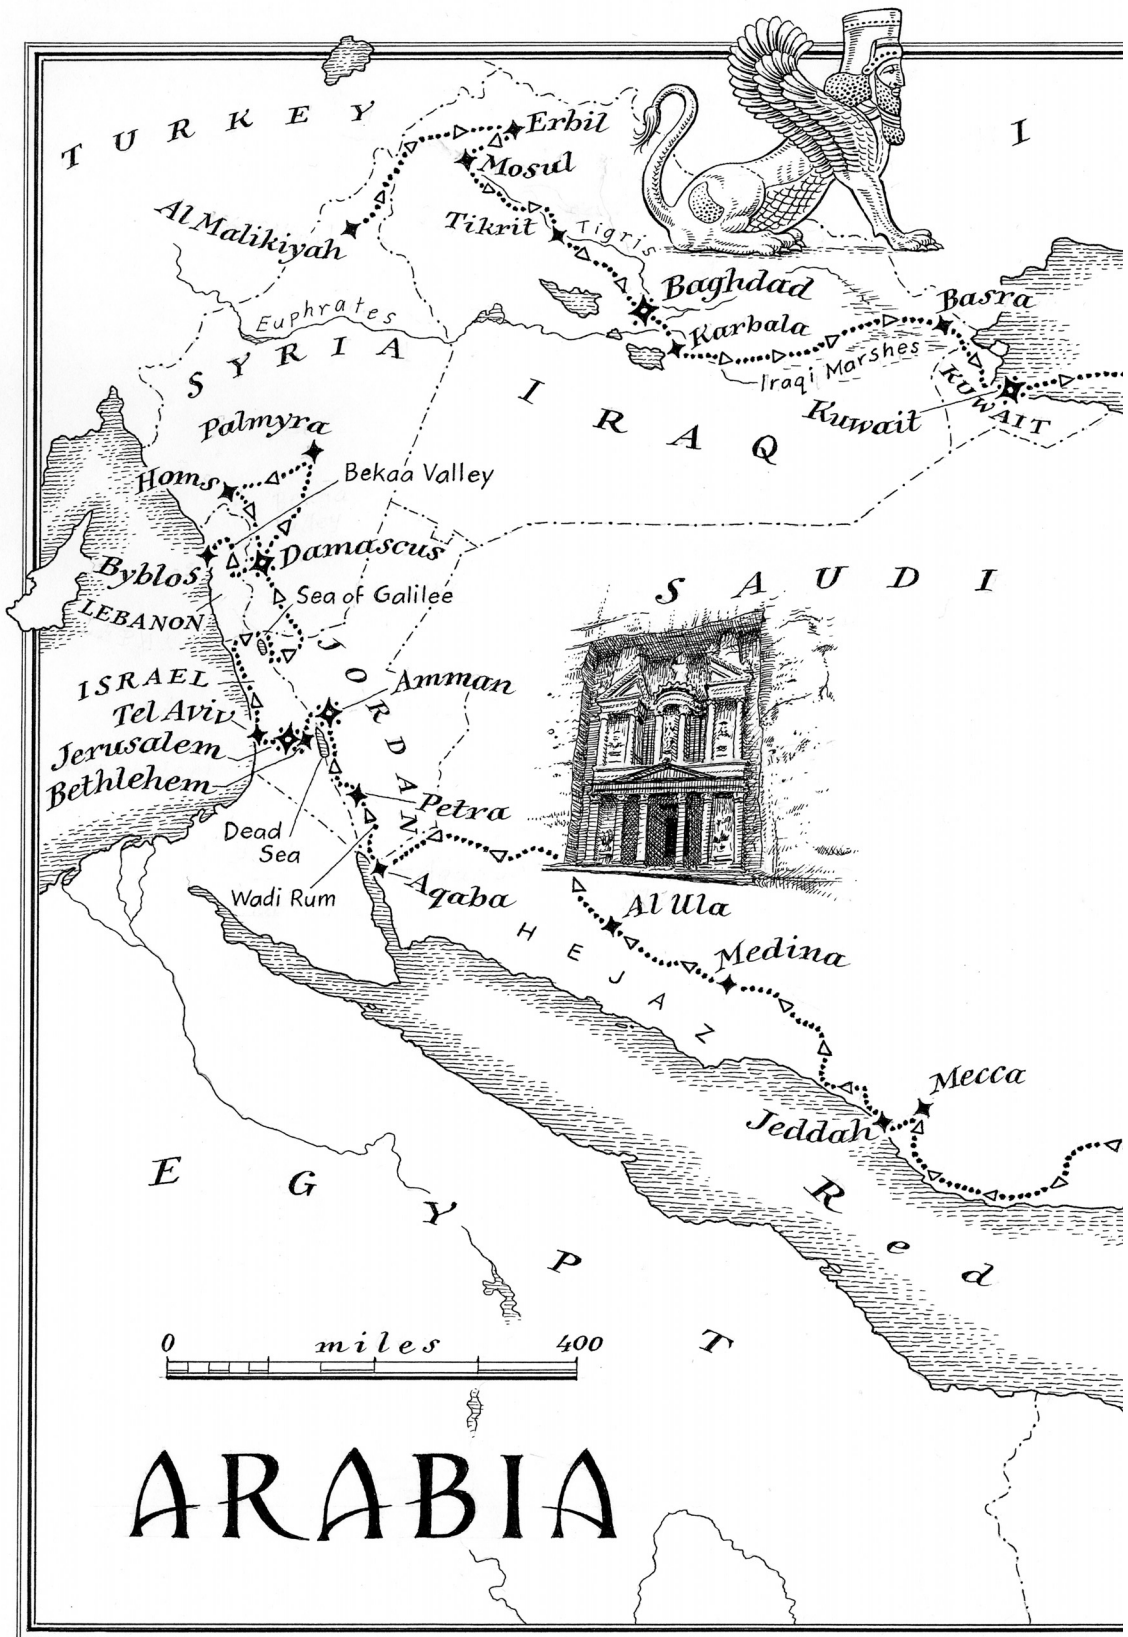 TURKEY
I
Erbil
Mosul
Al Malikiyah
Tikrit
Tigris
Baghdad
Basra
Euphrates
Karbala
SYRIA
Iraqi Marshes
IRAQ
Kuwait
KUWAIT
Palmyra
Homs
Bekaa Valley
Byblos
Damascus
LEBANON
Sea of Galilee
SAUDI
JORDAN
ISRAEL
Amman
Tel Aviv
Jerusalem
Bethlehem
Petra
Dead
Sea
Wadi Rum
Aqaba
Al Ula
HEJAZ
Medina
Mecca
Jeddah
EGYPT
Red
0 miles 400
ARABIA